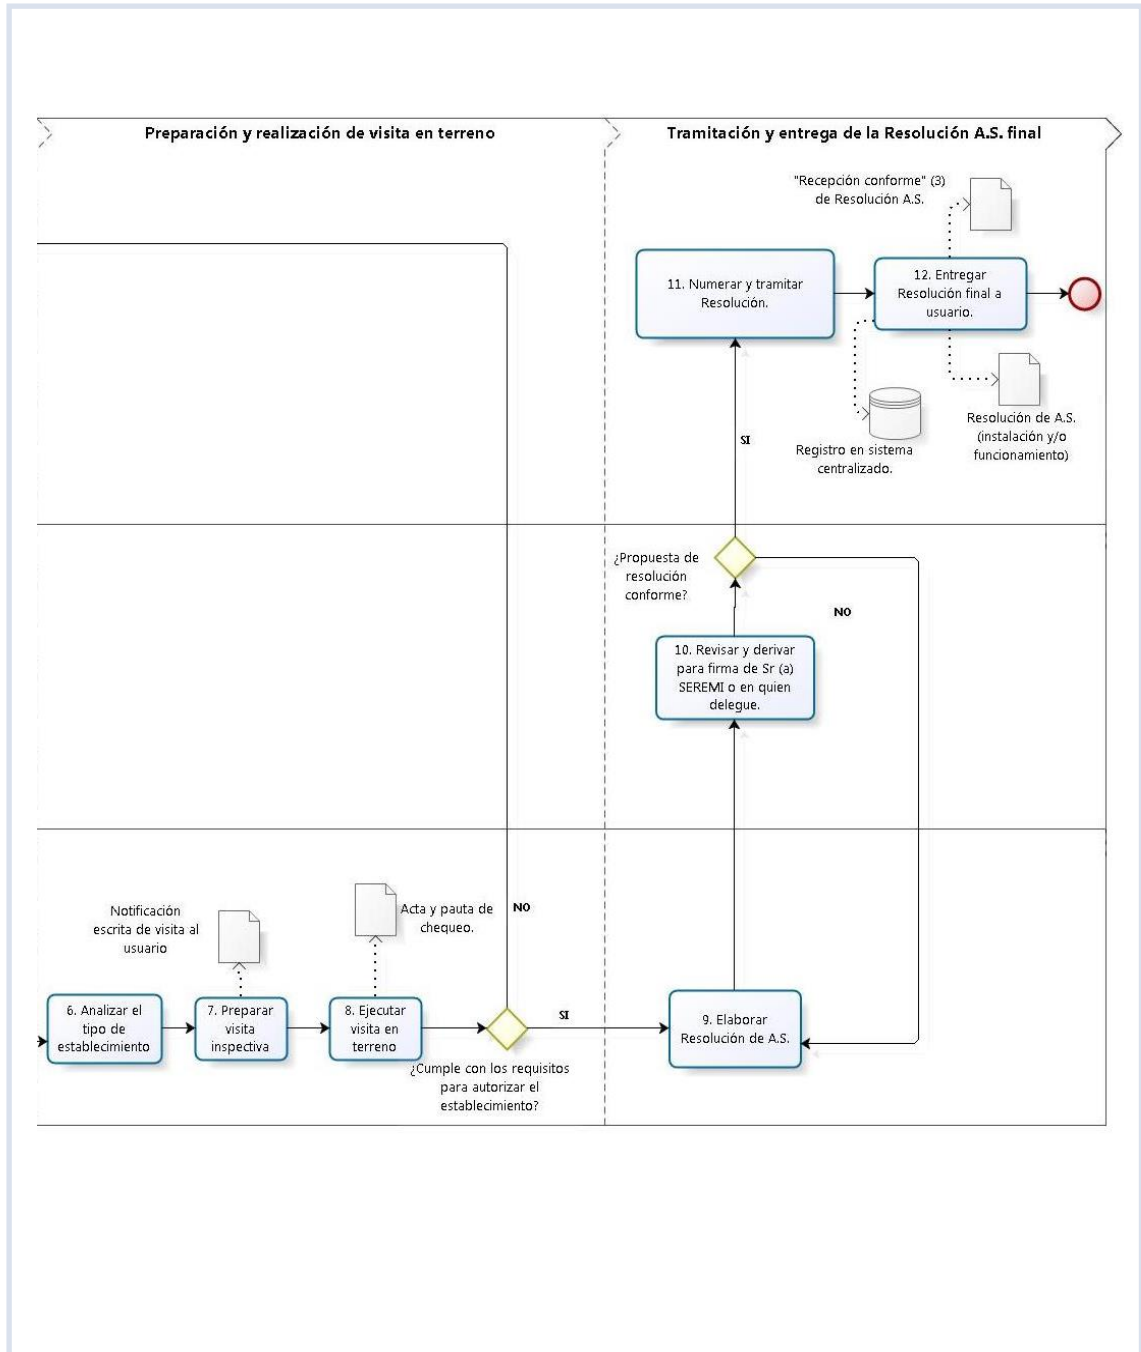 Preparación y realización de visita en terreno
Tramitación y entrega de la Resolución A.S. final
"Recepción conforme" (3)
de Resolución A.S.
11. Numerar y tramitar
Resolución.
12. Entregar
Resolución final a
usuario.
SI
Registro en sistema
centralizado.
Resolución de A.S.
(instalación y/o
funcionamiento)
¿Propuesta de
resolución
conforme?
NO
10. Revisar y derivar
para firma de Sr (a)
SEREMI o en quien
delegue.
Notificación
escrita de visita al
usuario
Acta y pauta de
chequeo.
NO
6. Analizar el
tipo de
establecimiento
7. Preparar
visita
inspectiva
8. Ejecutar
visita en
terreno
SI
¿Cumple con los requisitos
para autorizar el
establecimiento?
9. Elaborar
Resolución de A.S.